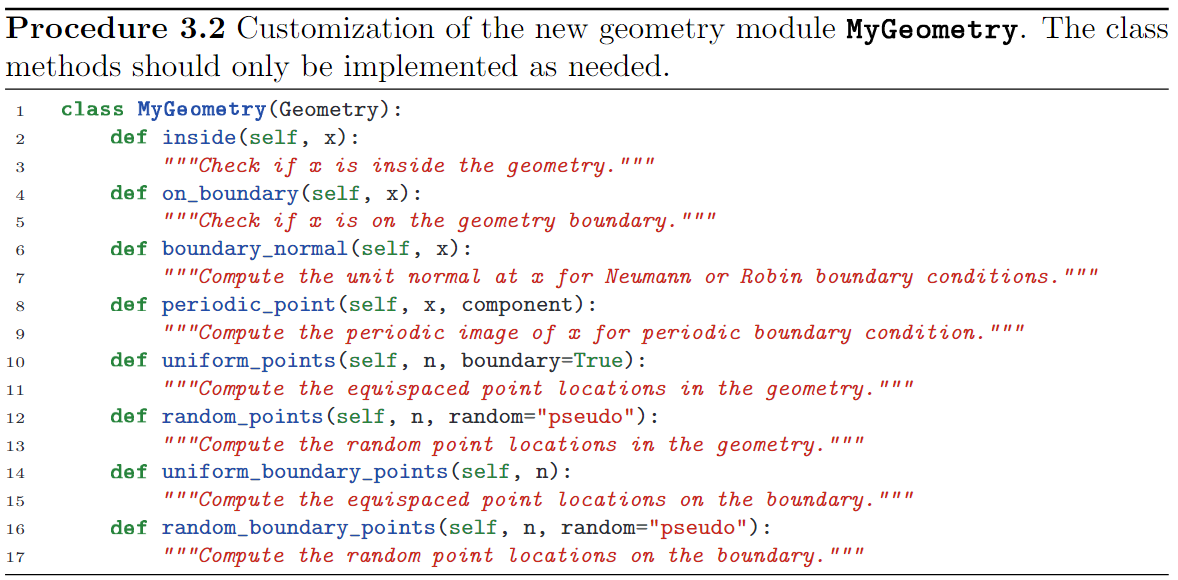 Procedure 3.2 Customization of the new geometry module MyGeometry. The class
methods should only be implemented as needed.
1 class MyGeometry(Geometry):
2 def inside(self, x):
3 """Check if x is inside the geometry."""
4 def on_boundary(self, x):
5 """Check if x is on the geometry boundary."""
6 def boundary_normal(self, x):
7 """Compute the unit normal at x for Neumann or Robin boundary conditions."""
8 def periodic_point(self, x, component):
9 """Compute the periodic image of x for periodic boundary condition."""
10 def uniform_points(self, n, boundary=True):
11 """Compute the equispaced point locations in the geometry."""
12 def random_points(self, n, random="pseudo"):
13 """Compute the random point locations in the geometry."""
14 def uniform_boundary_points(self, n):
15 """Compute the equispaced point locations on the boundary."""
16 def random_boundary_points(self, n, random="pseudo"):
17 """Compute the random point locations on the boundary."""